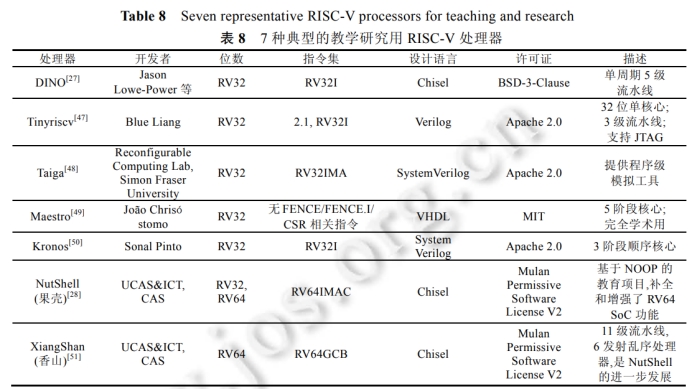 Table 8 Seven representative RISC-V processors for teaching and research
表 8 7 种典型的教学研究用 RISC-V 处理器
处理器 开发者 位数 指令集 设计语言 许可证 描述
DINO[27] Jason Lowe-Power 等 RV32 RV32I Chisel BSD-3-Clause 单周期 5 级流水线
Tinyriscv[47] Blue Liang RV32 2.1, RV32I Verilog Apache 2.0 32 位单核心; 3 级流水线; 支持 JTAG
Taiga[48] Reconfigurable Computing Lab, Simon Fraser University RV32 RV32IMA SystemVerilog Apache 2.0 提供程序级模拟工具
Maestro[49] João Chrisóstomo RV32 无 FENCE/FENCE.I/CSR 相关指令 VHDL MIT 5 阶段核心; 完全学术用
Kronos[50] Sonal Pinto RV32 RV32I System Verilog Apache 2.0 3 阶段顺序核心
NutShell (果壳)[28] UCAS&ICT, CAS RV32, RV64 RV64IMAC Chisel Mulan Permissive Software License V2 基于 NOOP 的教育项目,补全和增强了 RV64 SoC 功能
XiangShan (香山)[51] UCAS&ICT, CAS RV64 RV64GCB Chisel Mulan Permissive Software License V2 11 级流水线, 6 发射乱序处理器,是 NutShell 的进一步发展
www.jos.org.cn